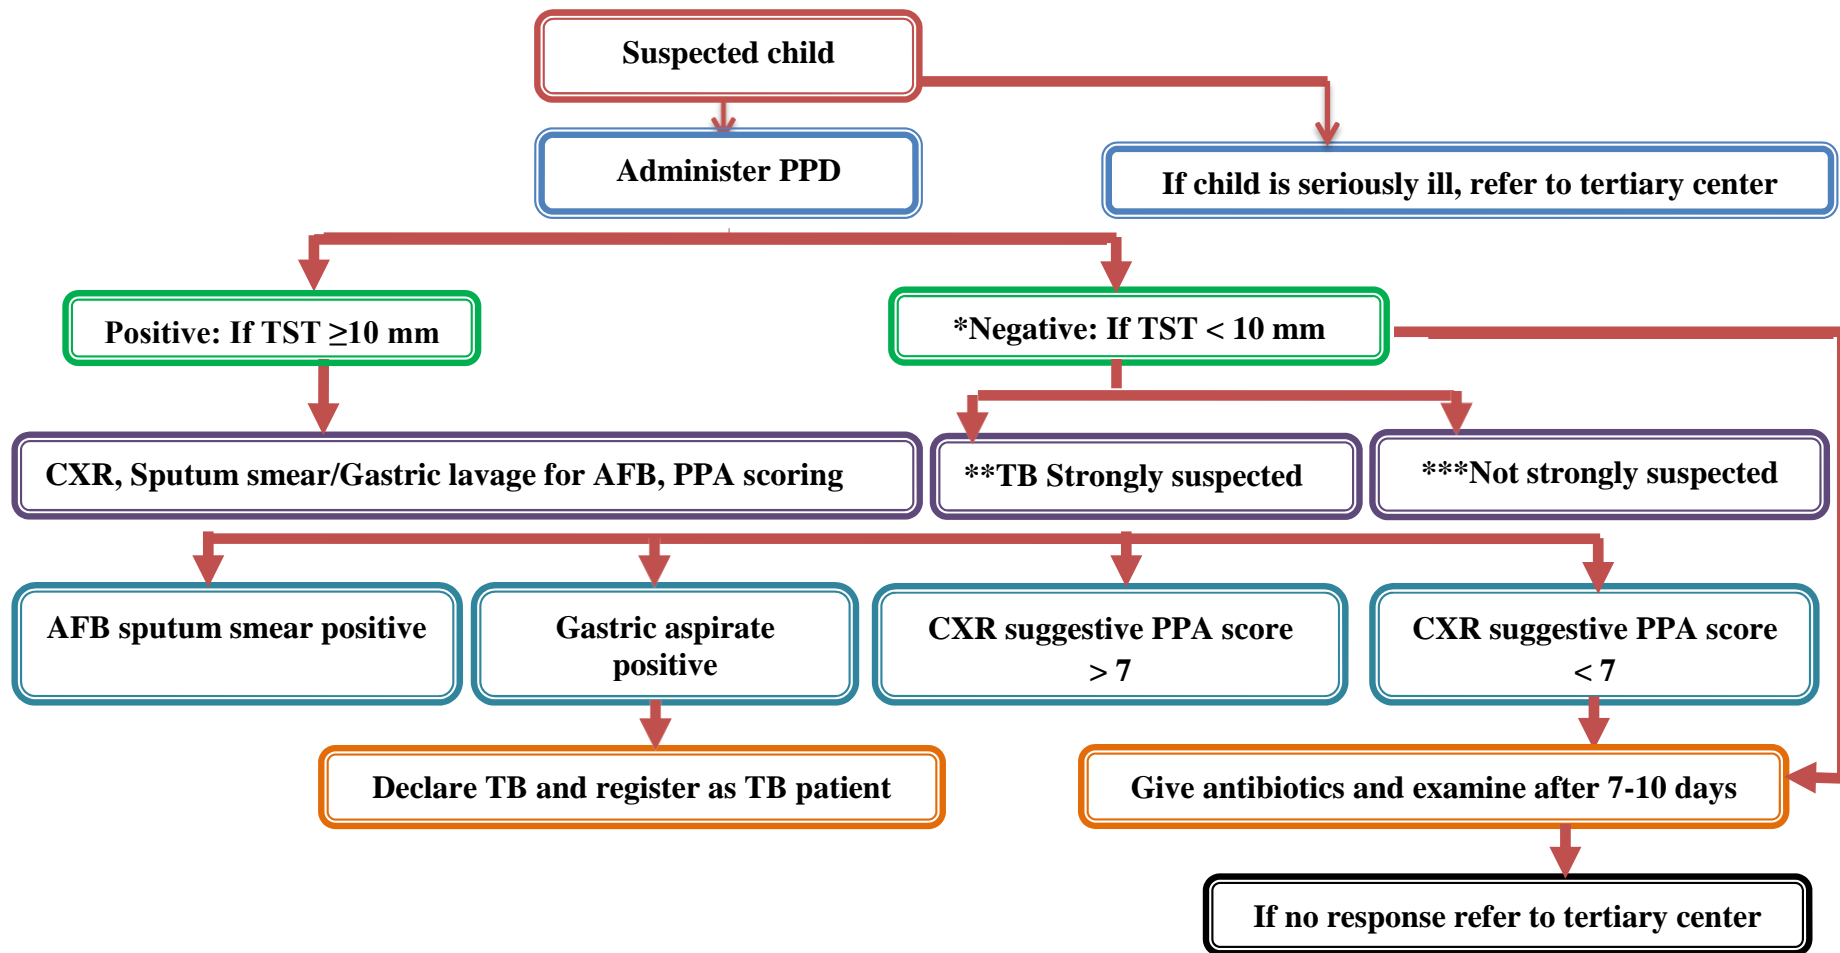 Suspected child
Administer PPD
If child is seriously ill, refer to tertiary center
Positive: If TST ≥10 mm
*Negative: If TST < 10 mm
CXR, Sputum smear/Gastric lavage for AFB, PPA scoring
**TB Strongly suspected
***Not strongly suspected
AFB sputum smear positive
Gastric aspirate
positive
CXR suggestive PPA score
> 7
CXR suggestive PPA score
< 7
Declare TB and register as TB patient
Give antibiotics and examine after 7-10 days
If no response refer to tertiary center